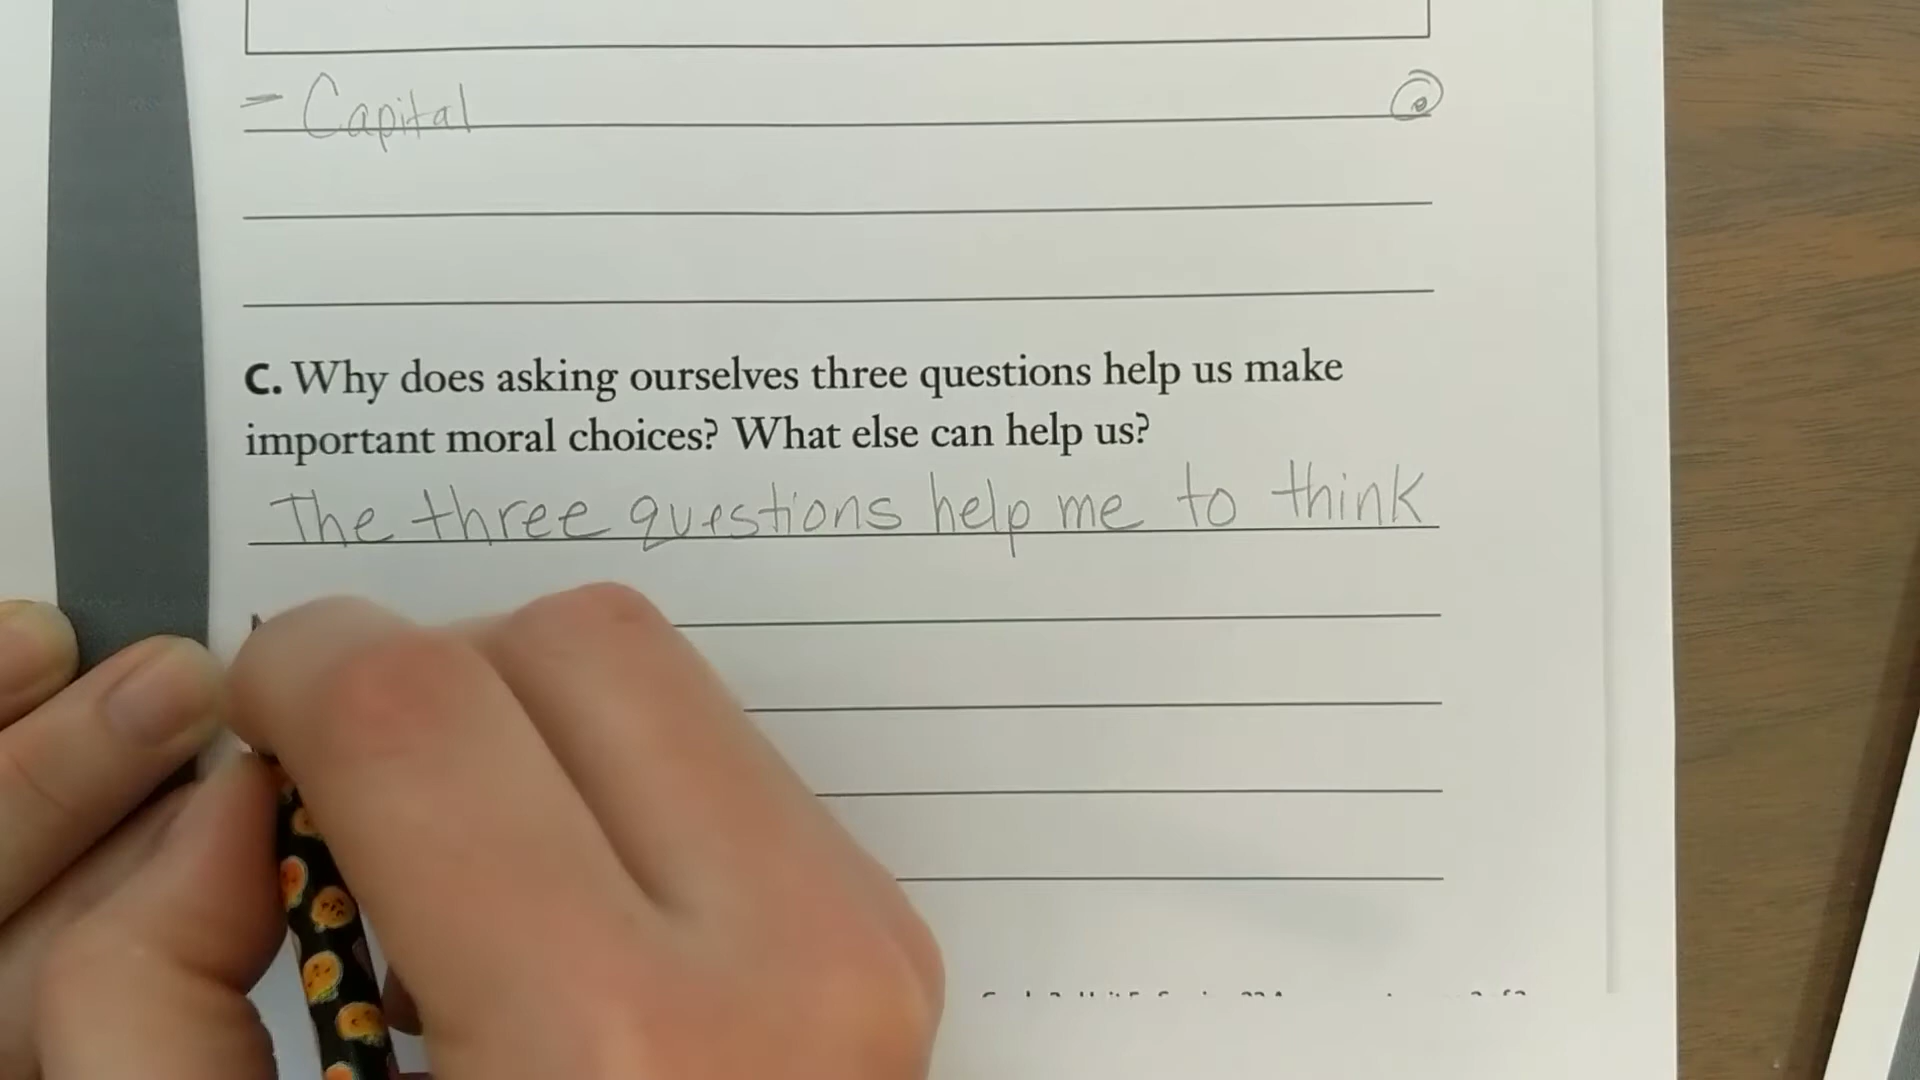 = Capital
C. Why does asking ourselves three questions help us make
important moral choices? What else can help us?
The three questions help me to think